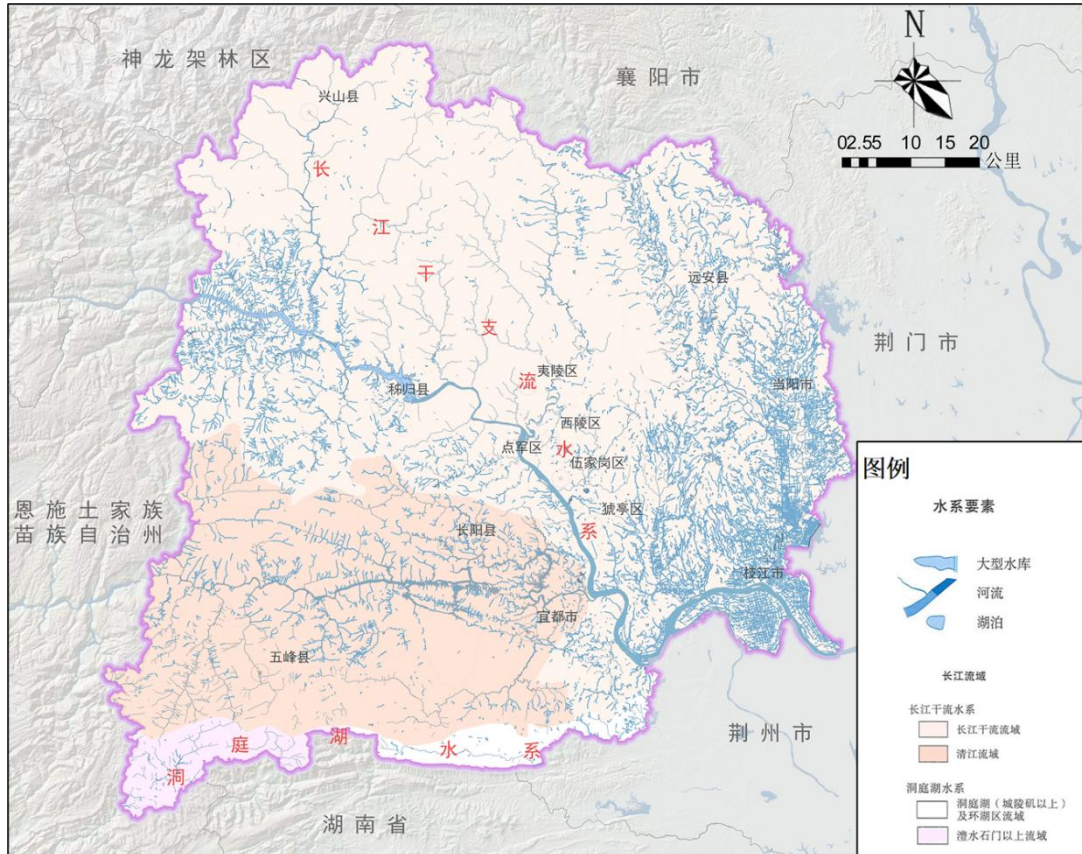 神龙架林区
襄阳市
N
02.55 10 15 20
公里
兴山县
长
江
干
支
流
水
系
远安县
荆门市
夷陵区
秭归县
当阳市
西陵区
点军区
伍家岗区
猇亭区
恩施土家族
苗族自治州
长阳县
枝江市
宜都市
五峰县
荆州市
洞
庭
湖
水
系
湖南省
图例
水系要素
大型水库
河流
湖泊
长江流域
长江干流水系
长江干流流域
清江流域
洞庭湖水系
洞庭湖（城陵矶以上）
及环湖区流域
澧水石门以上流域